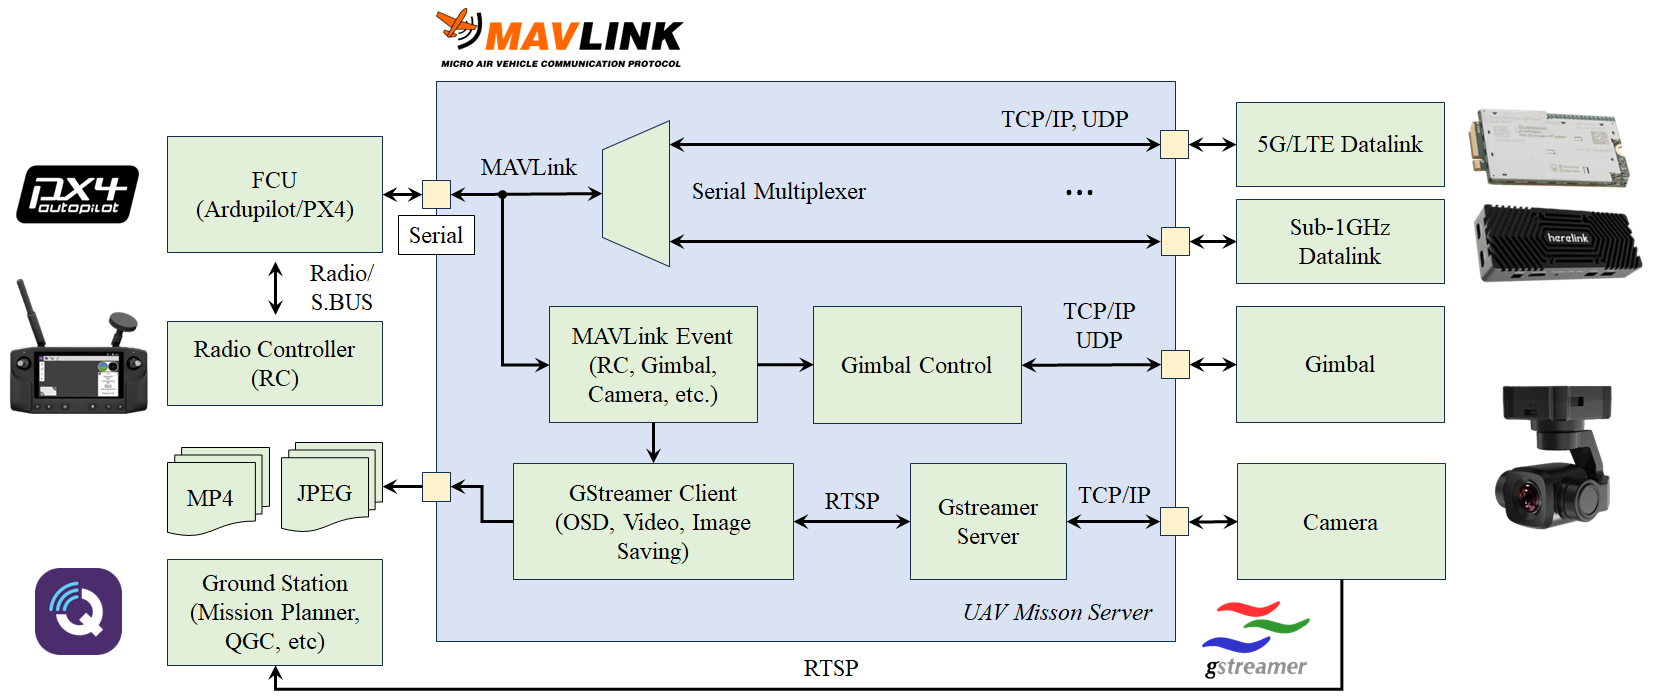 MAVLINK
MICRO AIR VEHICLE COMMUNICATION PROTOCOL
TCP/IP, UDP
5G/LTE Datalink
MAVLink
FCU
(Ardupilot/PX4)
px4
autopilot
Serial Multiplexer
...
Serial
Sub-1GHz
Datalink
herelink
Radio/
S.BUS
Radio Controller
(RC)
MAVLink Event
(RC, Gimbal,
Camera, etc.)
Gimbal Control
TCP/IP
UDP
Gimbal
MP4
JPEG
GStreamer Client
(OSD, Video, Image
Saving)
RTSP
Gstreamer
Server
TCP/IP
Camera
Ground Station
(Mission Planner,
QGC, etc)
UAV Misson Server
gstreamer
RTSP